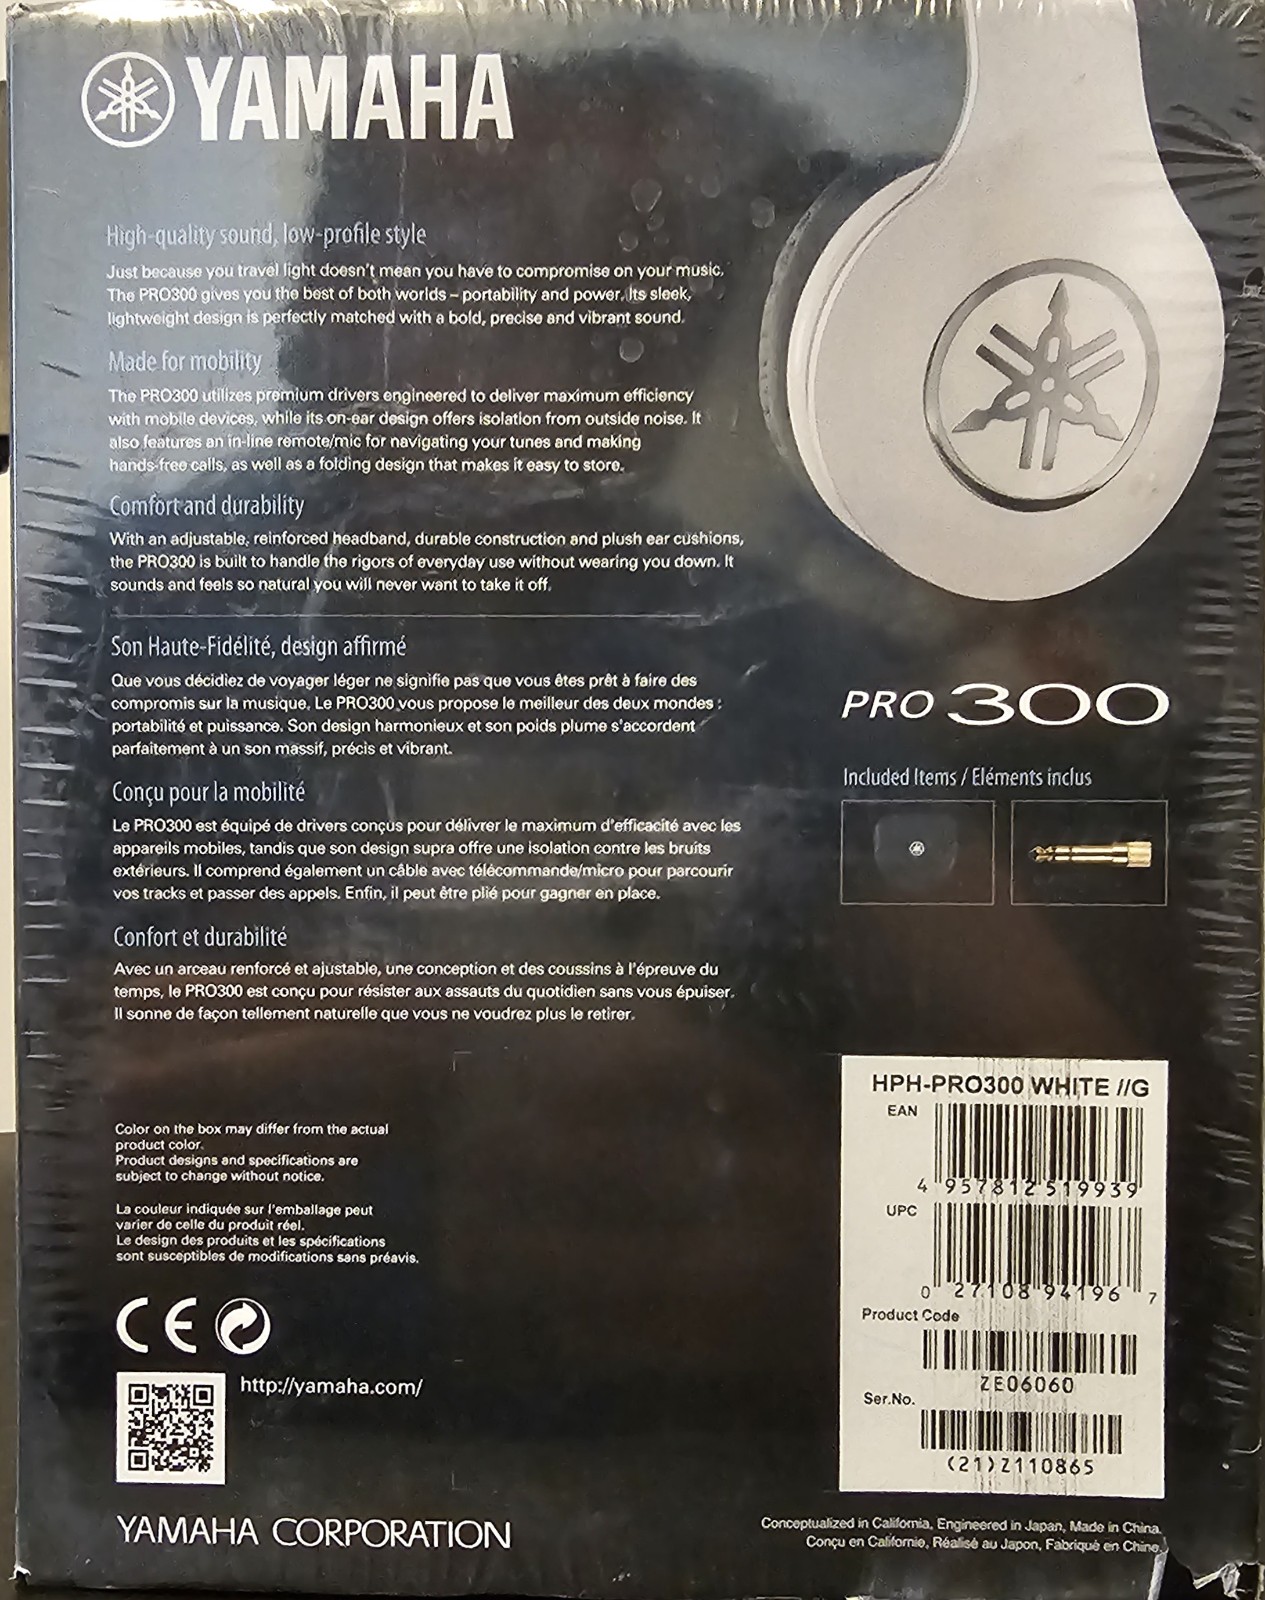 YAMAHA
High-quality sound, low-profile style
Just because you travel light doesn't mean you have to compromise on your music.
The PRO300 gives you the best of both worlds – portability and power. Its sleek,
lightweight design is perfectly matched with a bold, precise and vibrant sound.
Made for mobility
The PRO300 utilizes premium drivers engineered to deliver maximum efficiency
with mobile devices, while its on-ear design offers isolation from outside noise. It
also features an in-line remote/mic for navigating your tunes and making
hands-free calls, as well as a folding design that makes it easy to store.
Comfort and durability
With an adjustable, reinforced headband, durable construction and plush ear cushions,
the PRO300 is built to handle the rigors of everyday use without wearing you down. It
sounds and feels so natural you will never want to take it off.
Son Haute-Fidélité, design affirmé
Que vous décidiez de voyager léger ne signifie pas que vous êtes prêt à faire des
compromis sur la musique. Le PRO300 vous propose le meilleur des deux mondes :
portabilité et puissance. Son design harmonieux et son poids plume s'accordent
parfaitement à un son massif, précis et vibrant.
Conçu pour la mobilité
Le PRO300 est équipé de drivers conçus pour délivrer le maximum d'efficacité avec les
appareils mobiles, tandis que son design supra offre une isolation contre les bruits
extérieurs. Il comprend également un câble avec télécommande/micro pour parcourir
vos tracks et passer des appels. Enfin, il peut être plié pour gagner en place.
Confort et durabilité
Avec un arceau renforcé et ajustable, une conception et des coussins à l'épreuve du
temps, le PRO300 est conçu pour résister aux assauts du quotidien sans vous épuiser.
Il sonne de façon tellement naturelle que vous ne voudrez plus le retirer.
PRO 300
Included Items / Eléments inclus
Color on the box may differ from the actual
product color.
Product designs and specifications are
subject to change without notice.
La couleur indiquée sur l'emballage peut
varier de celle du produit réel.
Le design des produits et les spécifications
sont susceptibles de modifications sans préavis.
CE
http://yamaha.com/
YAMAHA CORPORATION
HPH-PRO300 WHITE //G
EAN
4 957812 519939
UPC
0 27108 94196 7
Product Code
ZE06060
Ser.No.
(21)Z110865
Conceptualized in California, Engineered in Japan, Made in China.
Conçu en Californie, Réalisé au Japon, Fabriqué en Chine.